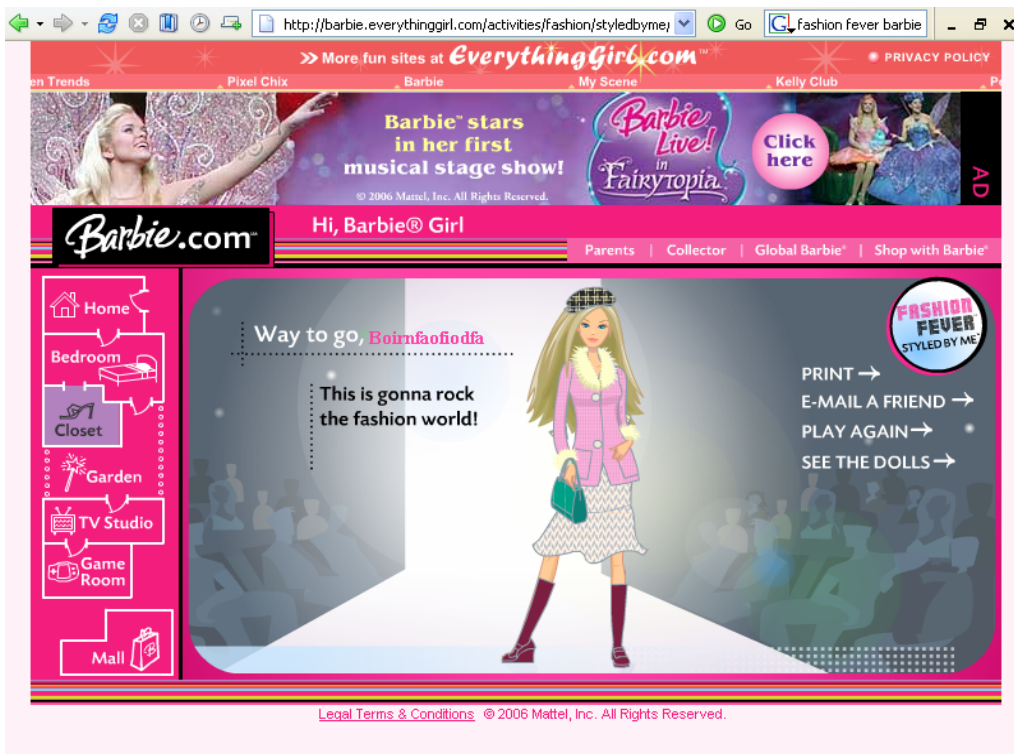 http://barbie.everythinggirl.com/activities/fashion/styledbyme/
Go
fashion fever barbie
>> More fun sites at EverythingGirl.com™
PRIVACY POLICY
en Trends
Pixel Chix
Barbie
My Scene
Kelly Club
Barbie™ stars
in her first
musical stage show!
© 2006 Mattel, Inc. All Rights Reserved.
Barbie
Live!
in
Fairytopia
Click
here
AD
Barbie.com™
Hi, Barbie® Girl
Parents | Collector | Global Barbie® | Shop with Barbie®
Home
Bedroom
Closet
Garden
TV Studio
Game
Room
Mall
B
Way to go, Boirnfaofiodfa
This is gonna rock
the fashion world!
FASHION
FEVER™
STYLED BY ME™
PRINT →
E-MAIL A FRIEND →
PLAY AGAIN →
SEE THE DOLLS →
Legal Terms & Conditions © 2006 Mattel, Inc. All Rights Reserved.